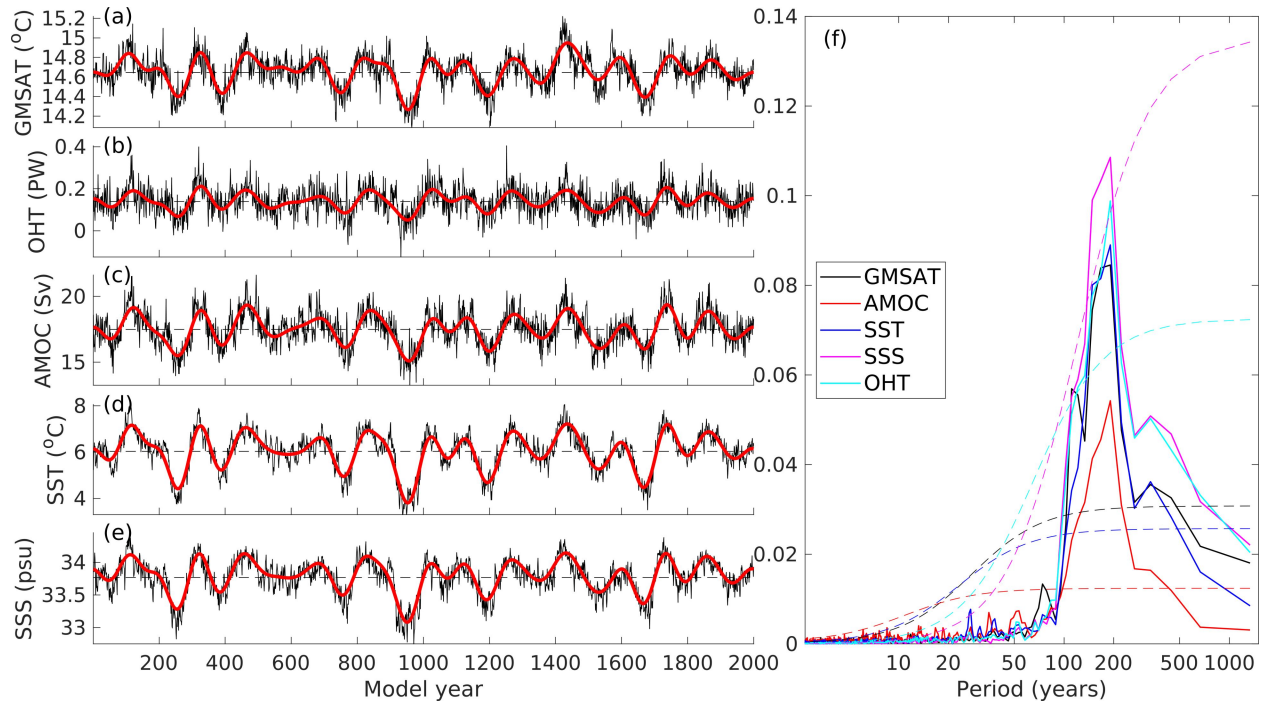 (a)
GMSAT (°C)
15.2
15
14.8
14.6
14.4
14.2
(b)
OHT (PW)
0.4
0.2
0
(c)
AMOC (Sv)
20
15
(d)
SST (°C)
8
6
4
(e)
SSS (psu)
34
33.5
33
200 400 600 800 1000 1200 1400 1600 1800 2000
Model year
(f)
0.14
0.12
0.1
0.08
0.06
0.04
0.02
0
GMSAT
AMOC
SST
SSS
OHT
10 20 50 100 200 500 1000
Period (years)